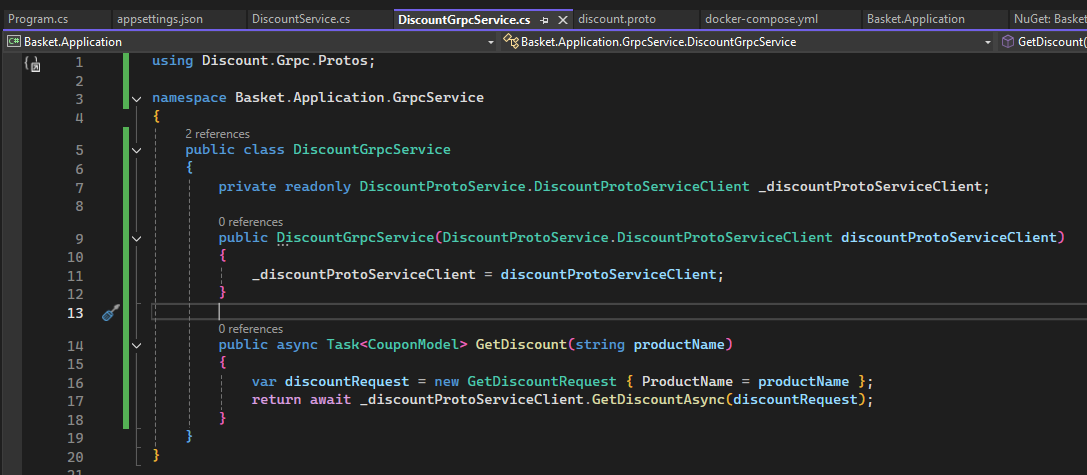 Program.cs appsettings.json DiscountService.cs DiscountGrpcService.cs discount.proto docker-compose.yml Basket.Application NuGet: Basket
C# Basket.Application Basket.Application.GrpcService.DiscountGrpcService GetDiscount(
1 using Discount.Grpc.Protos;
2
3 namespace Basket.Application.GrpcService
4 {
2 references
5 public class DiscountGrpcService
6 {
7 private readonly DiscountProtoService.DiscountProtoServiceClient _discountProtoServiceClient;
8
0 references
9 public DiscountGrpcService(DiscountProtoService.DiscountProtoServiceClient discountProtoServiceClient)
10 {
11 _discountProtoServiceClient = discountProtoServiceClient;
12 }
13
0 references
14 public async Task<CouponModel> GetDiscount(string productName)
15 {
16 var discountRequest = new GetDiscountRequest { ProductName = productName };
17 return await _discountProtoServiceClient.GetDiscountAsync(discountRequest);
18 }
19 }
20 }
21